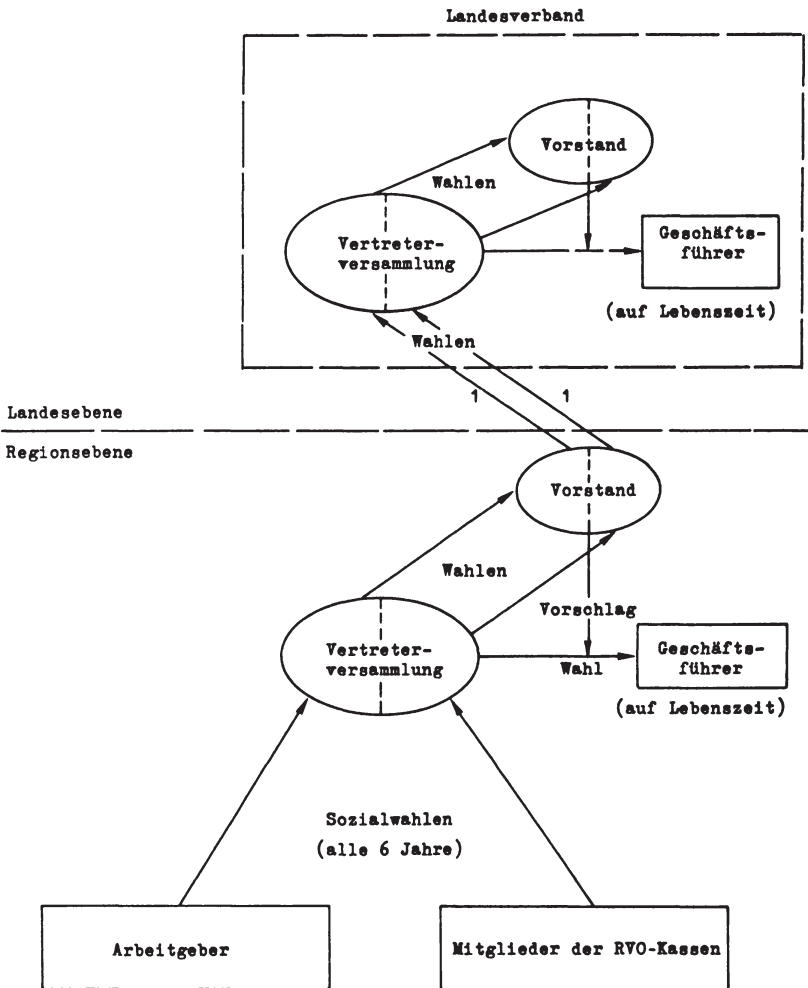 Landesverband
Vorstand
Wahlen
Vertreter-
versammlung
Geschäfts-
führer
(auf Lebenszeit)
Wahlen
1 1
Landesebene
Regionsebene
Vorstand
Wahlen
Vorschlag
Vertreter-
versammlung
Wahl
Geschäfts-
führer
(auf Lebenszeit)
Sozialwahlen
(alle 6 Jahre)
Arbeitgeber
Mitglieder der RVO-Kassen